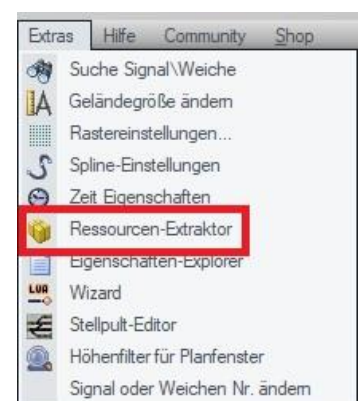 Extras Hilfe Community Shop
Suche Signal\Weiche
Geländegröße ändern
Rastereinstellungen...
Spline-Einstellungen
Zeit Eigenschaften
Ressourcen-Extraktor
Eigenschaften-Explorer
LUA Wizard
Stellpult-Editor
Höhenfilter für Planfenster
Signal oder Weichen Nr. ändern